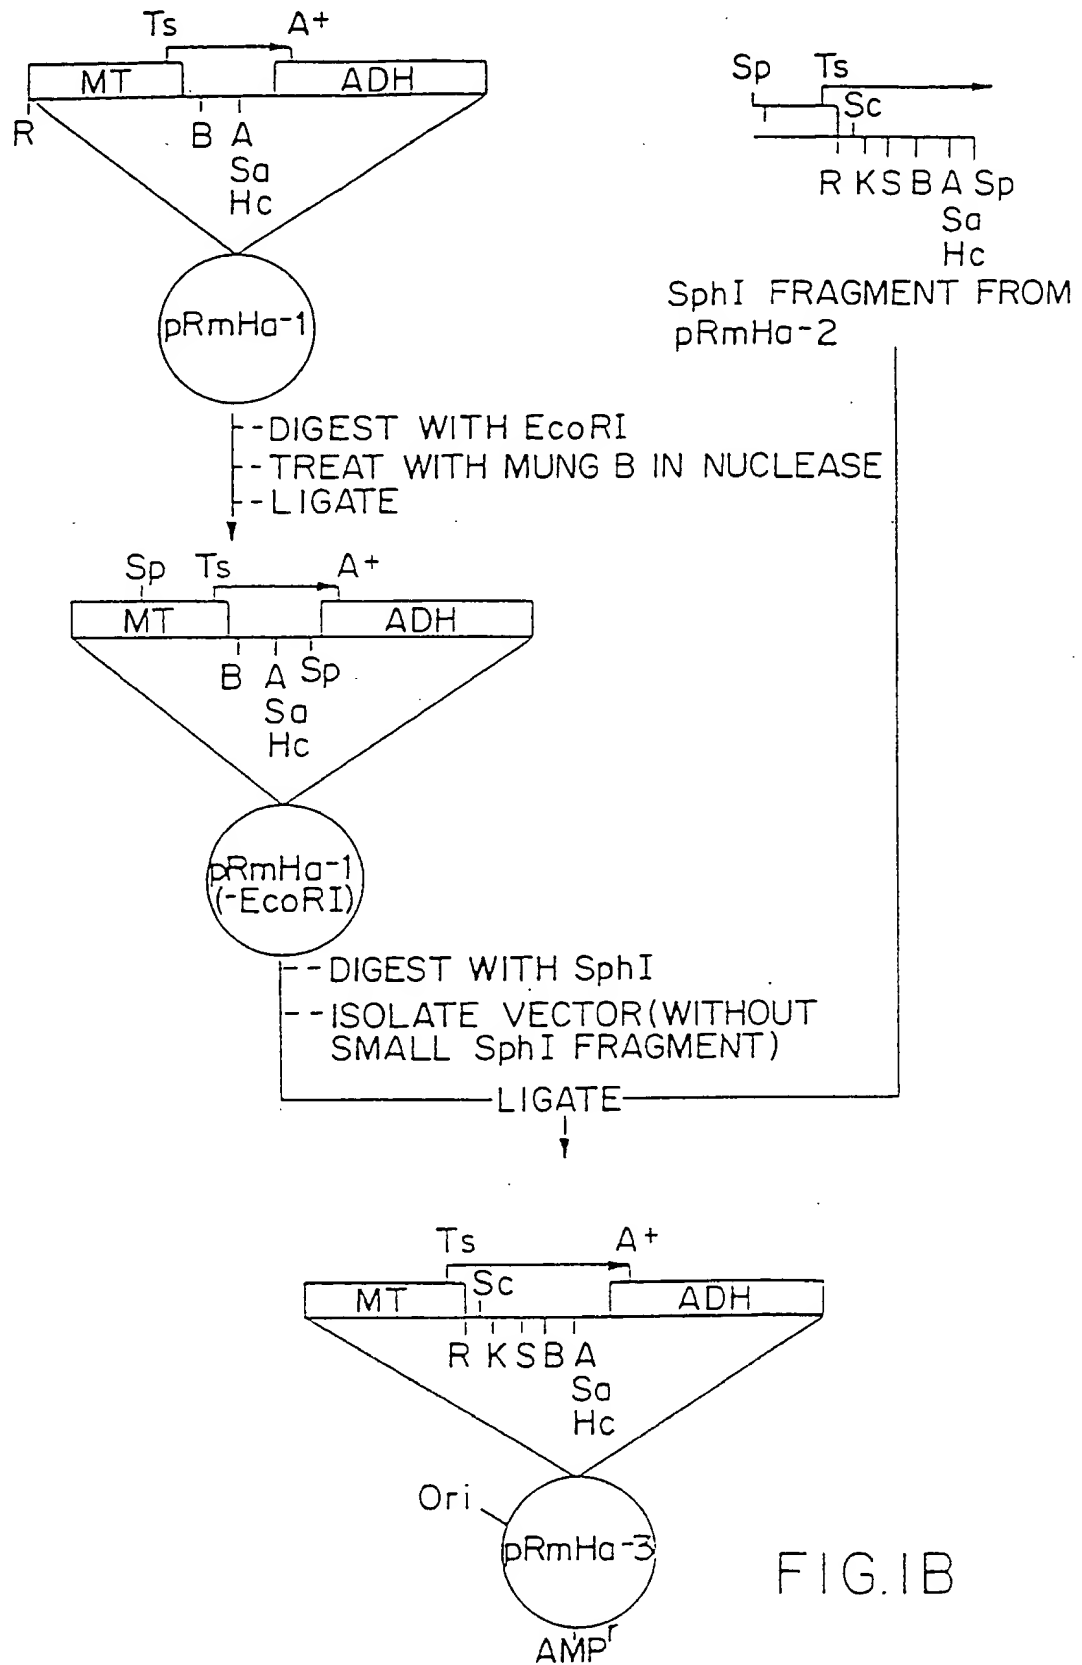 Ts A+
MT ADH
R B A
Sa
Hc
pRmHa-1
Sp Ts
Sc
R K S B A Sp
Sa
Hc
SphI FRAGMENT FROM
pRmHa-2
DIGEST WITH EcoRI
TREAT WITH MUNG B IN NUCLEASE
LIGATE
Sp Ts A+
MT ADH
B A Sp
Sa
Hc
pRmHa-1
(-EcoRI)
DIGEST WITH SphI
ISOLATE VECTOR(WITHOUT
SMALL SphI FRAGMENT)
LIGATE
Ts A+
Sc
MT ADH
R K S B A
Sa
Hc
Ori
pRmHa-3
AMPr
FIG.1B